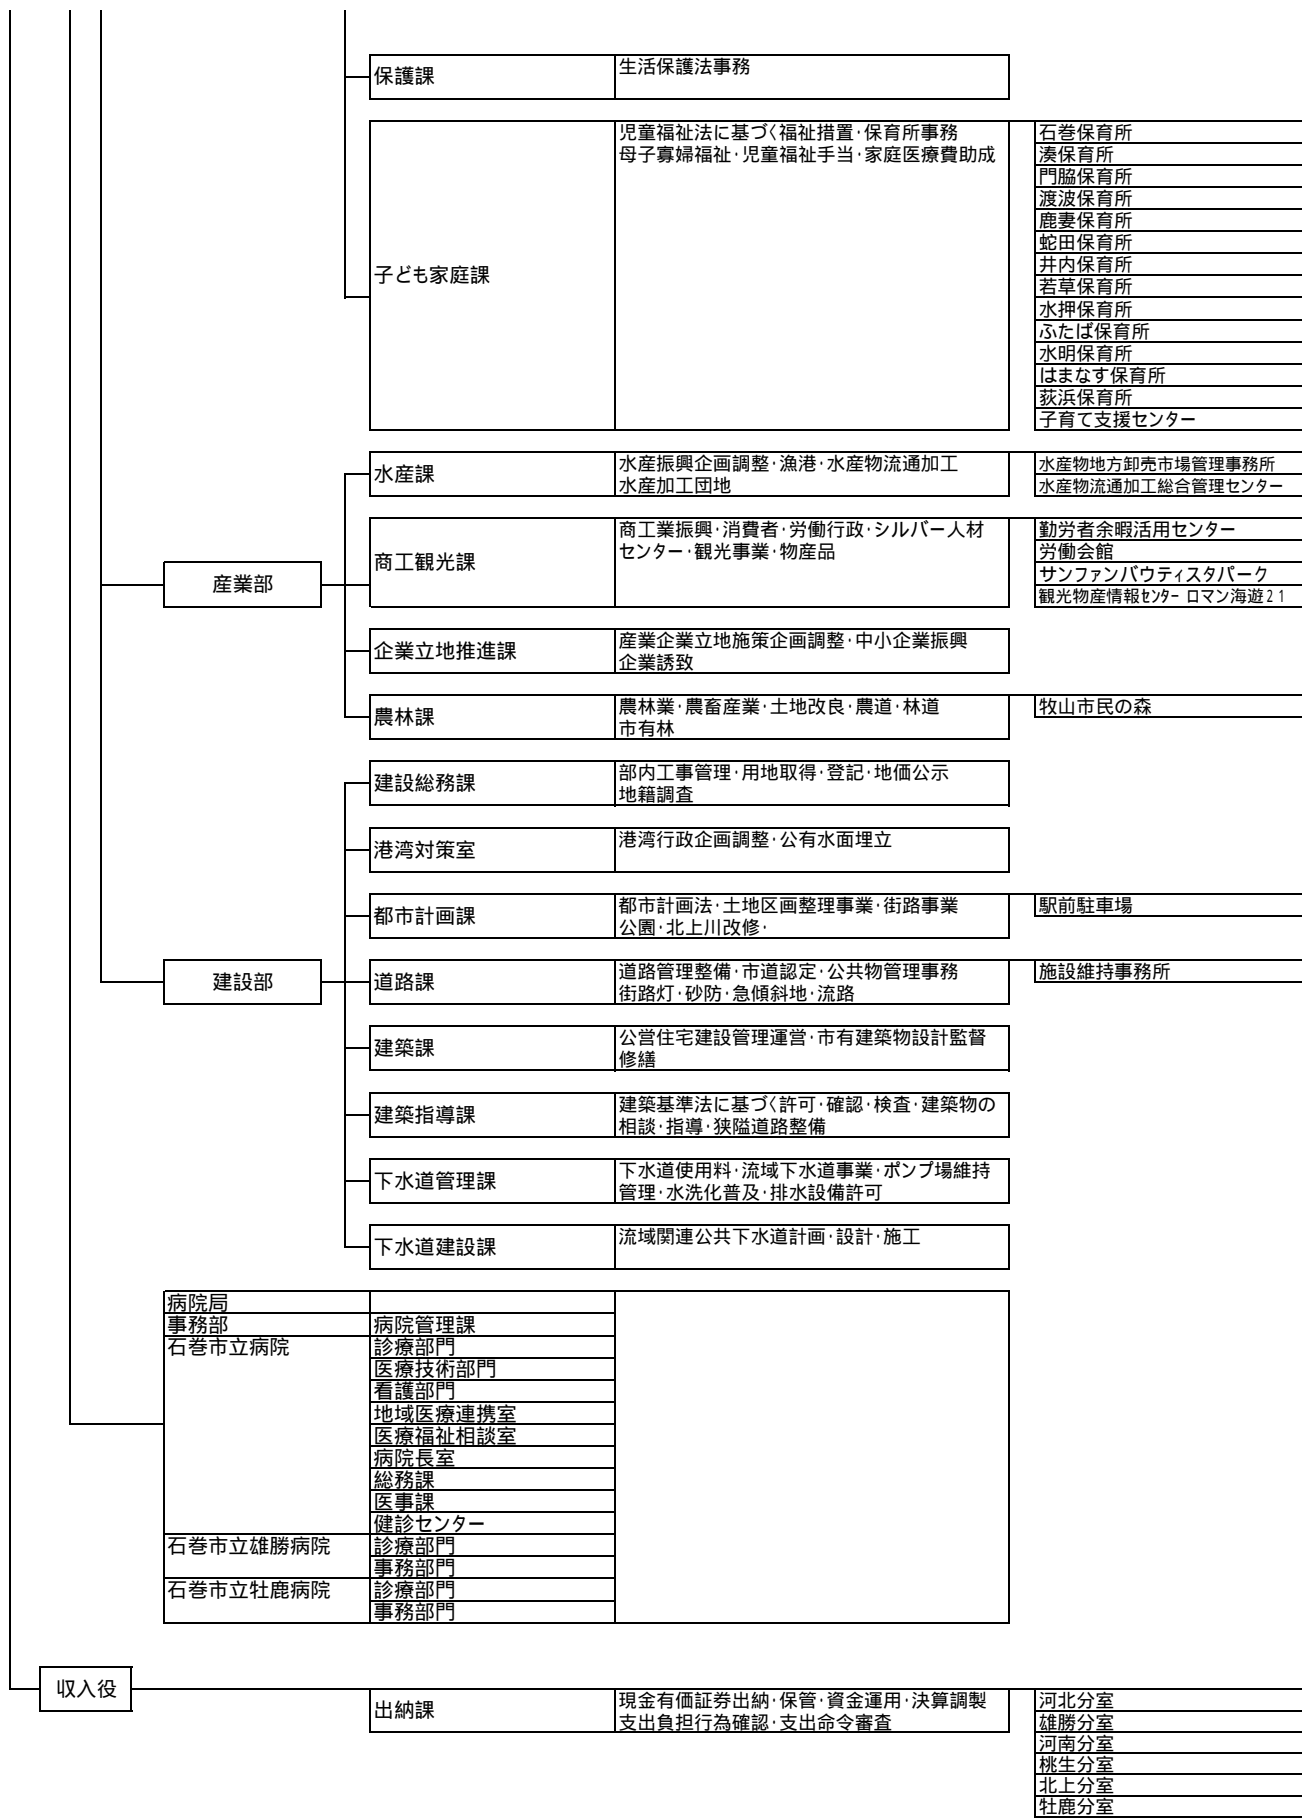 保護課
生活保護法事務
子ども家庭課
児童福祉法に基づく福祉措置・保育所事務
母子寡婦福祉・児童福祉手当・家庭医療費助成
石巻保育所
湊保育所
門脇保育所
渡波保育所
鹿妻保育所
蛇田保育所
井内保育所
若草保育所
水押保育所
ふたば保育所
水明保育所
はまなす保育所
荻浜保育所
子育て支援センター
産業部
水産課
水産振興企画調整・漁港・水産物流通加工
水産加工団地
水産物地方卸売市場管理事務所
水産物流通加工総合管理センター
商工観光課
商工業振興・消費者・労働行政・シルバー人材
センター・観光事業・物産品
勤労者余暇活用センター
労働会館
サンファンバウティスタパーク
観光物産情報センター ロマン海遊21
企業立地推進課
産業企業立地施策企画調整・中小企業振興
企業誘致
農林課
農林業・農畜産業・土地改良・農道・林道
市有林
牧山市民の森
建設部
建設総務課
部内工事管理・用地取得・登記・地価公示
地籍調査
港湾対策室
港湾行政企画調整・公有水面埋立
都市計画課
都市計画法・土地区画整理事業・街路事業
公園・北上川改修・
駅前駐車場
道路課
道路管理整備・市道認定・公共物管理事務
街路灯・砂防・急傾斜地・流路
施設維持事務所
建築課
公営住宅建設管理運営・市有建築物設計監督
修繕
建築指導課
建築基準法に基づく許可・確認・検査・建築物の
相談・指導・狭隘道路整備
下水道管理課
下水道使用料・流域下水道事業・ポンプ場維持
管理・水洗化普及・排水設備許可
下水道建設課
流域関連公共下水道計画・設計・施工
病院局
事務部
病院管理課
石巻市立病院
診療部門
医療技術部門
看護部門
地域医療連携室
医療福祉相談室
病院長室
総務課
医事課
健診センター
石巻市立雄勝病院
診療部門
事務部門
石巻市立牡鹿病院
診療部門
事務部門
収入役
出納課
現金有価証券出納・保管・資金運用・決算調製
支出負担行為確認・支出命令審査
河北分室
雄勝分室
河南分室
桃生分室
北上分室
牡鹿分室